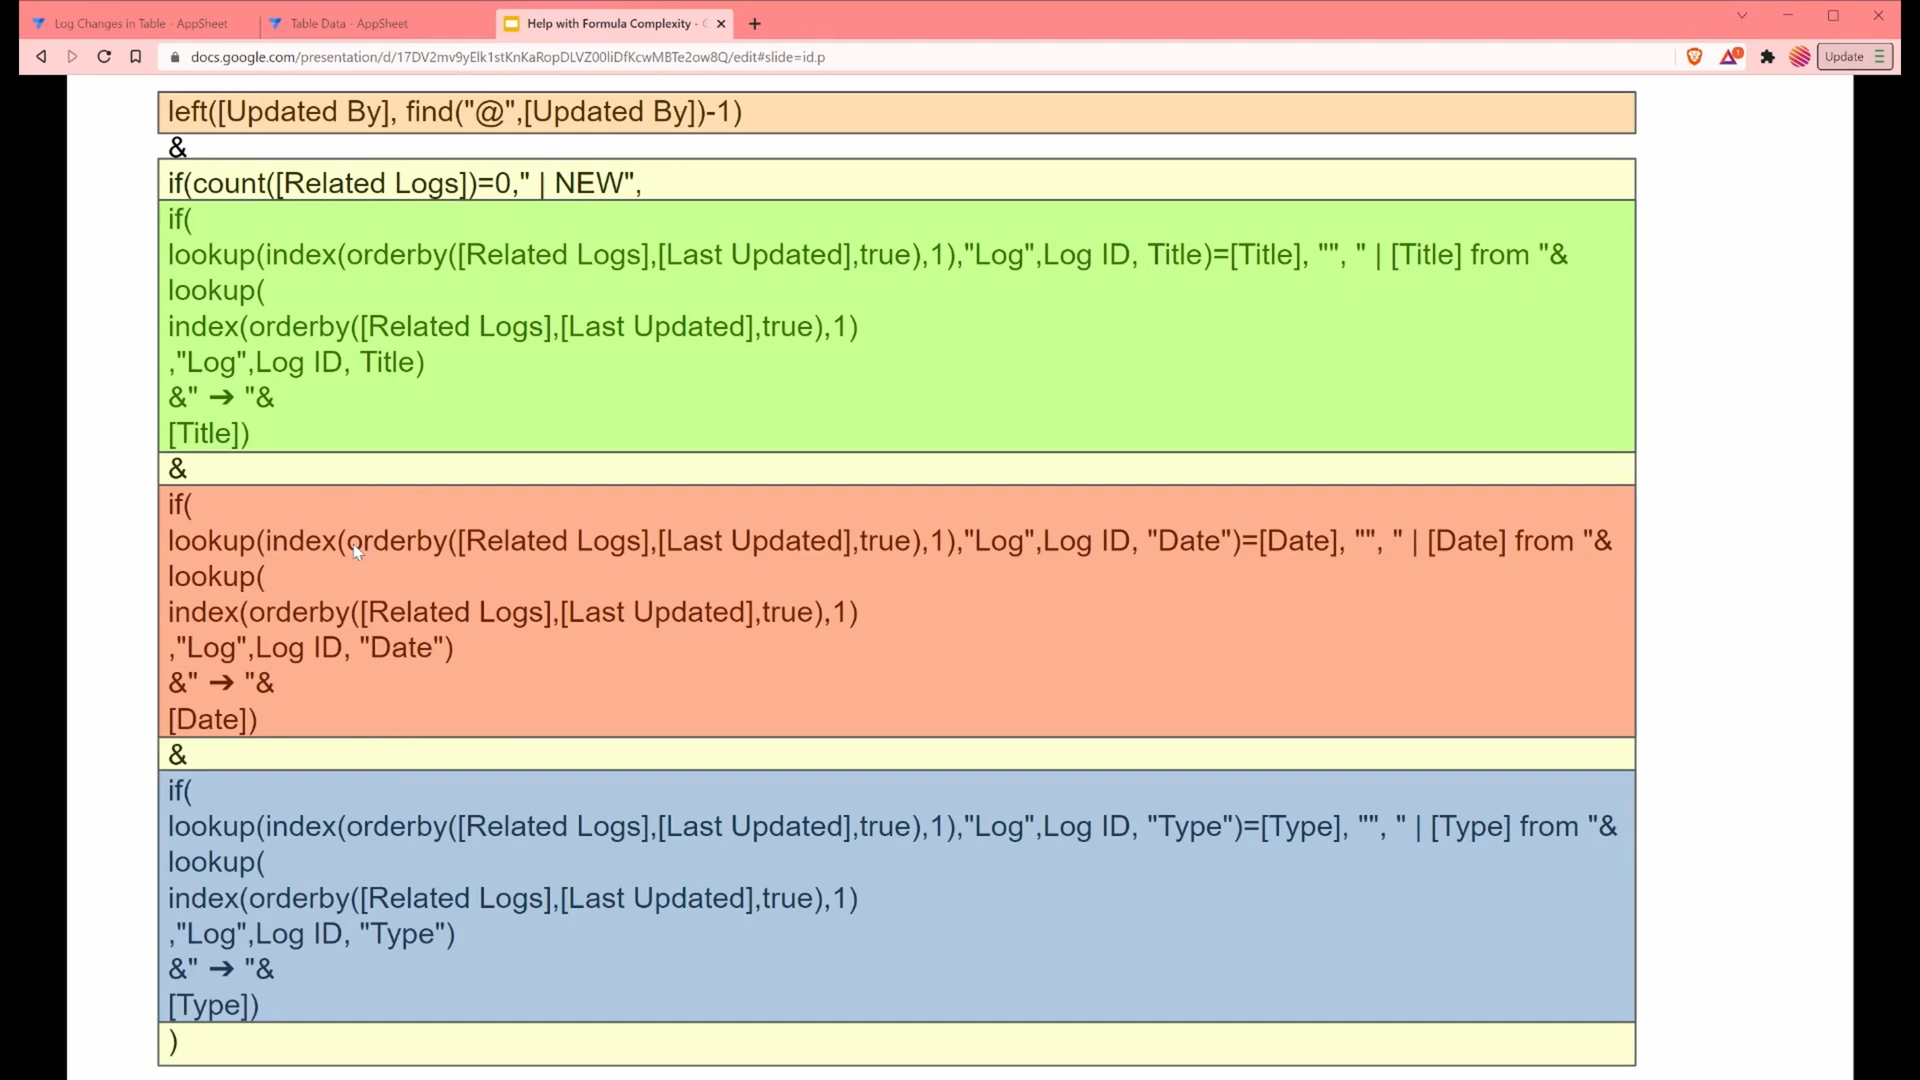 Log Changes in Table - AppSheet
Table Data - AppSheet
Help with Formula Complexity -
docs.google.com/presentation/d/17DV2mv9yElk1stKnKaRopDLVZ00liDfKcwMBTe2ow8Q/edit#slide=id.p
1
Update
left([Updated By], find("@",[Updated By])-1)
&
if(count([Related Logs])=0," | NEW",
if(
lookup(index(orderby([Related Logs],[Last Updated],true),1),"Log",Log ID, Title)=[Title], "", " | [Title] from "&
lookup(
index(orderby([Related Logs],[Last Updated],true),1)
,"Log",Log ID, Title)
&" ➔ "&
[Title])
&
if(
lookup(index(orderby([Related Logs],[Last Updated],true),1),"Log",Log ID, "Date")=[Date], "", " | [Date] from "&
lookup(
index(orderby([Related Logs],[Last Updated],true),1)
,"Log",Log ID, "Date")
&" ➔ "&
[Date])
&
if(
lookup(index(orderby([Related Logs],[Last Updated],true),1),"Log",Log ID, "Type")=[Type], "", " | [Type] from "&
lookup(
index(orderby([Related Logs],[Last Updated],true),1)
,"Log",Log ID, "Type")
&" ➔ "&
[Type])
)